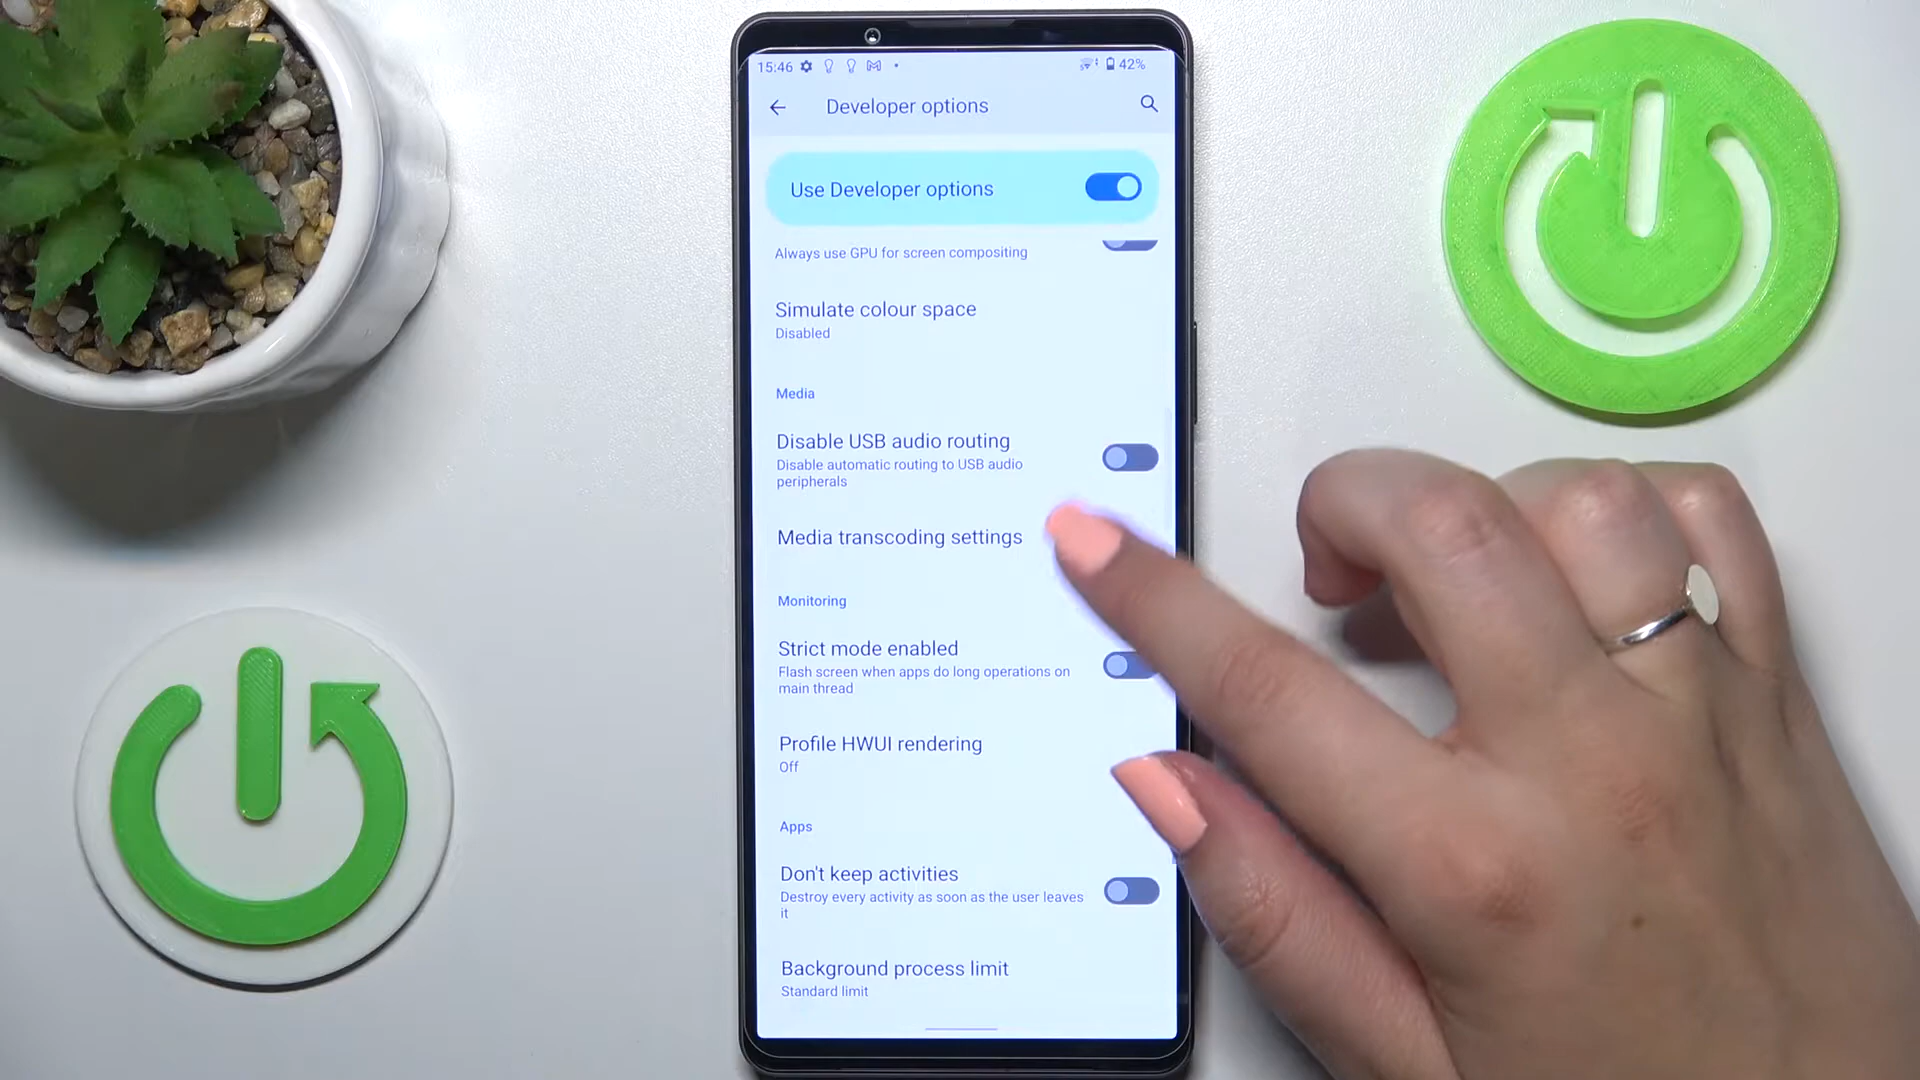 15:46 42%
Developer options
Use Developer options
Always use GPU for screen compositing
Simulate colour space
Disabled
Media
Disable USB audio routing
Disable automatic routing to USB audio
peripherals
Media transcoding settings
Monitoring
Strict mode enabled
Flash screen when apps do long operations on
main thread
Profile HWUI rendering
Off
Apps
Don't keep activities
Destroy every activity as soon as the user leaves
it
Background process limit
Standard limit